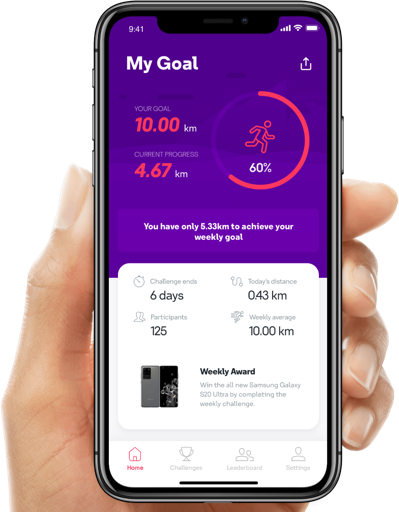 9:41
My Goal
YOUR GOAL
10.00 km
CURRENT PROGRESS
4.67 km
60%
You have only 5.33km to achieve your
weekly goal
Challenge ends
6 days
Today's distance
0.43 km
Participants
125
Weekly average
10.00 km
Weekly Award
Win the all new Samsung Galaxy
S20 Ultra by completing the
weekly challenge.
Home
Challenges
Leaderboard
Settings